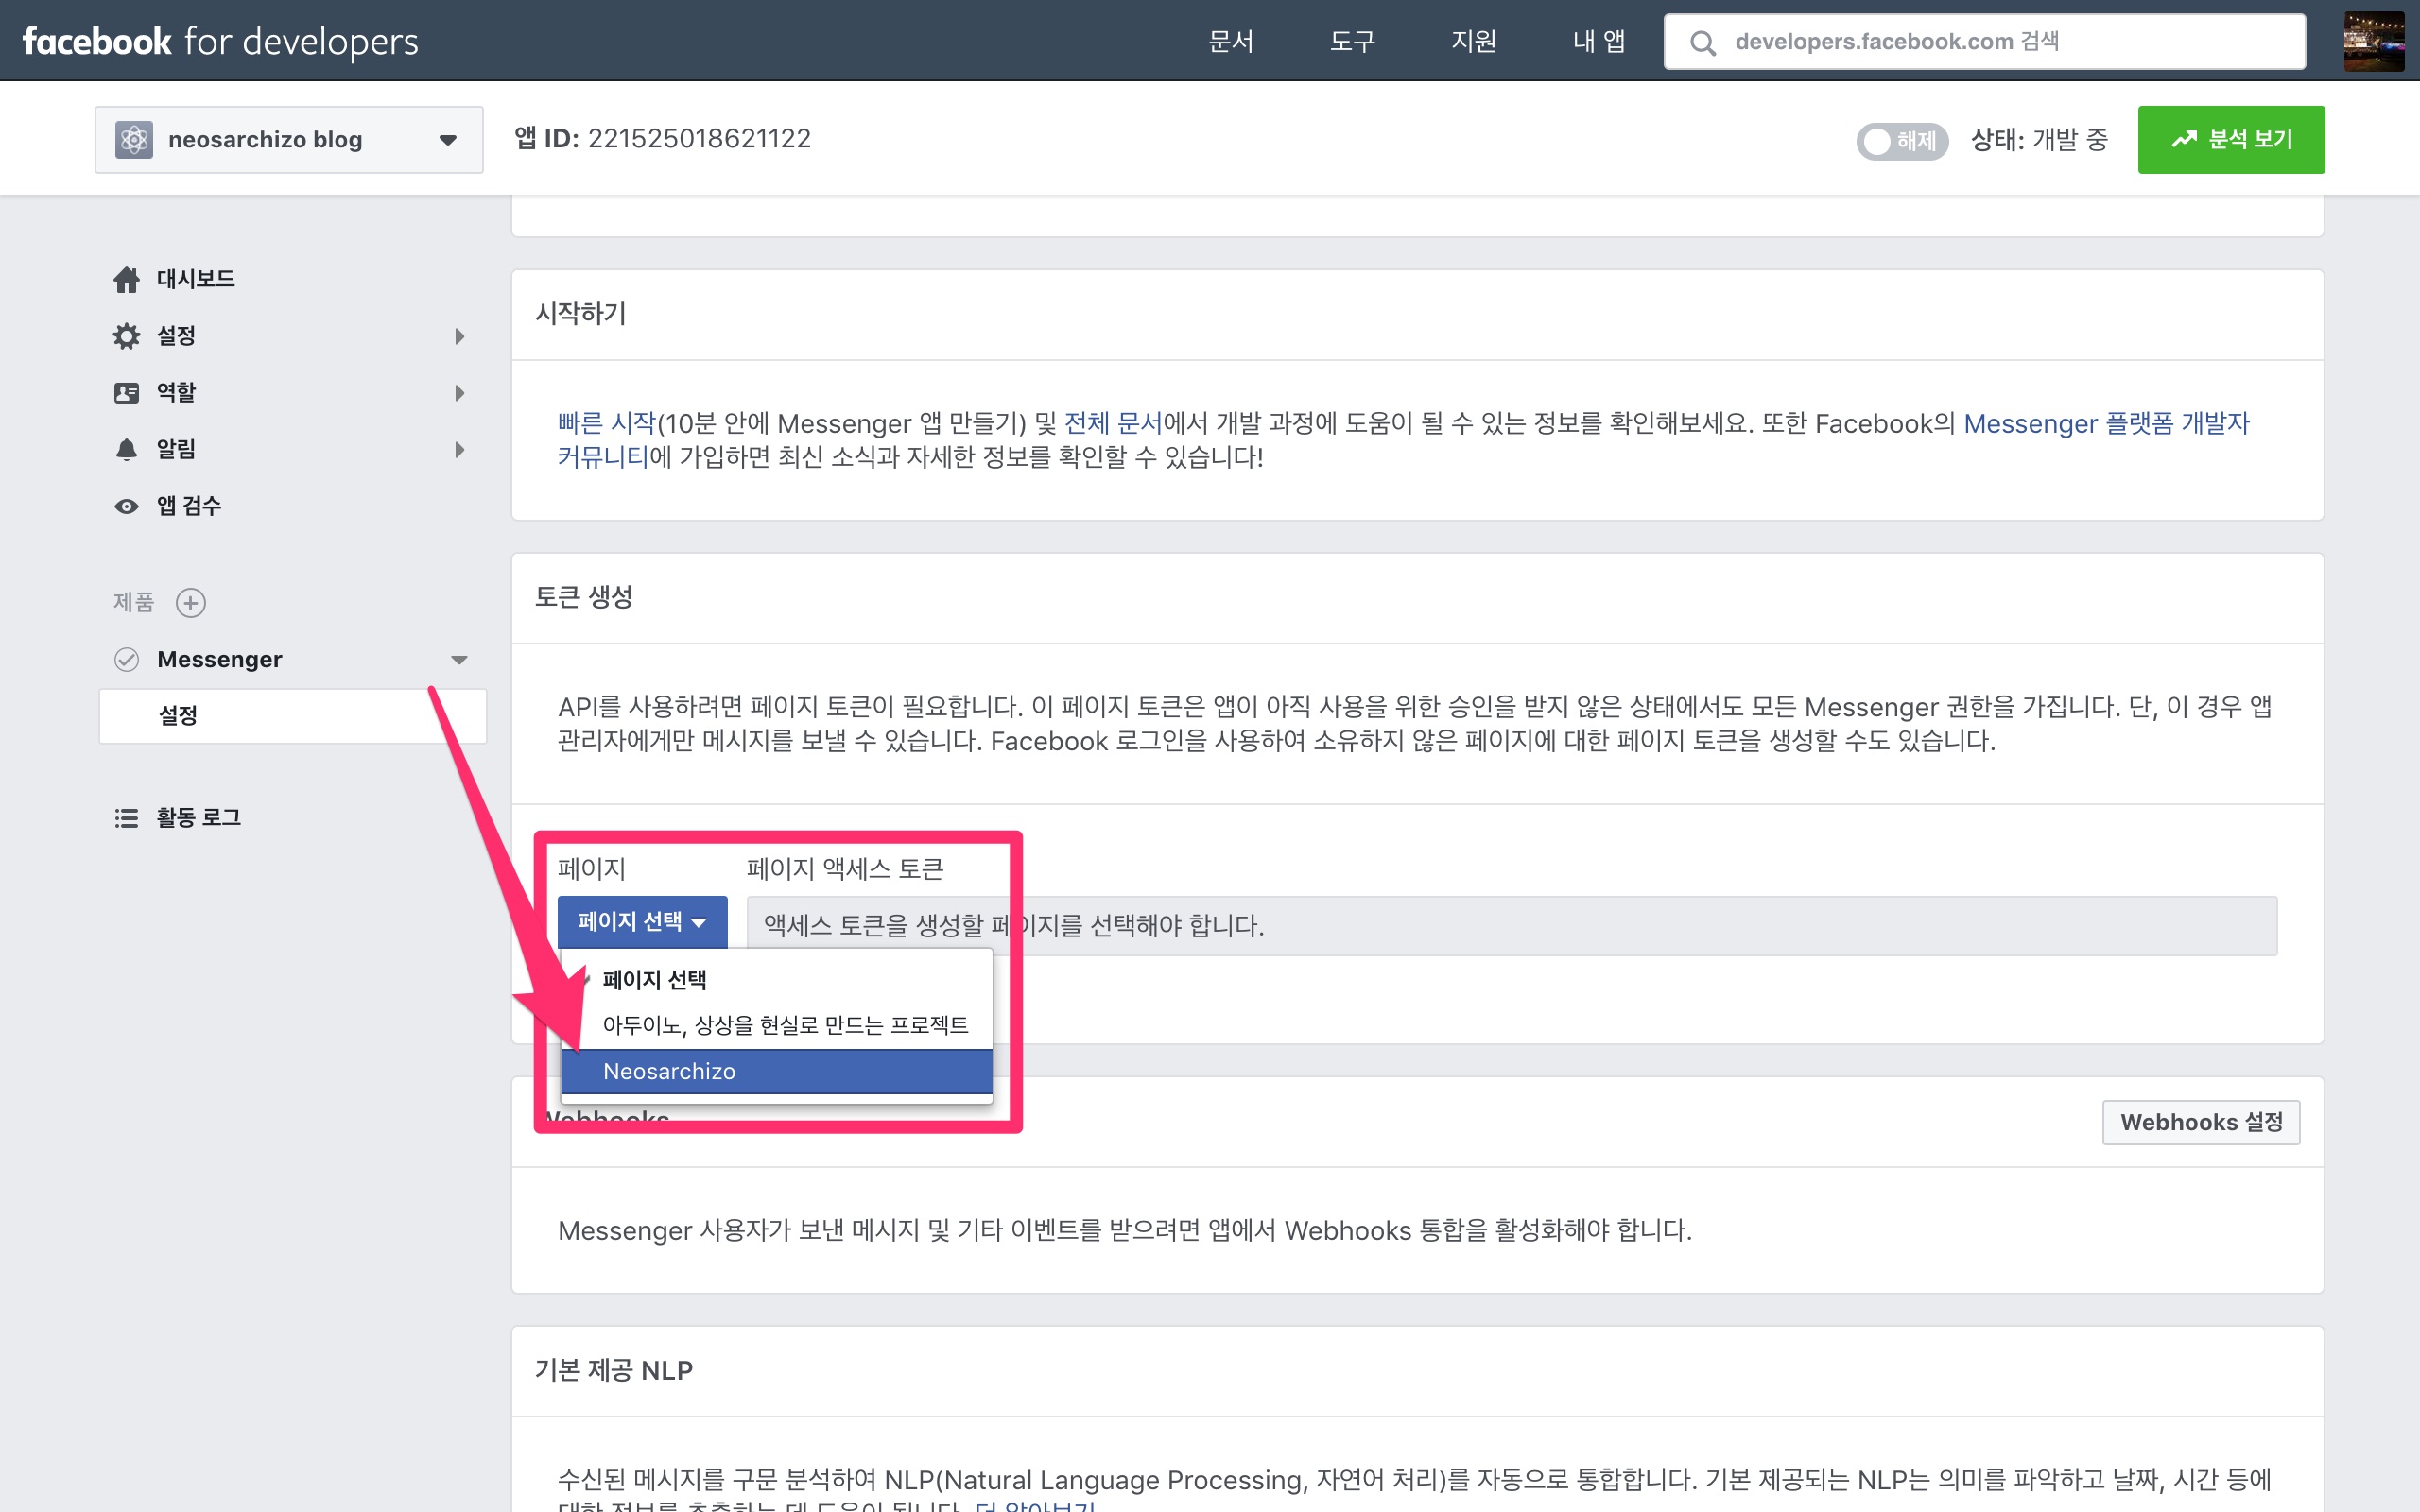 facebook for developers
문서
도구
지원
내 앱
developers.facebook.com 검색
neosarchizo blog
앱 ID: 221525018621122
해제
상태: 개발 중
분석 보기
대시보드
설정
역할
알림
앱 검수
제품
Messenger
설정
활동 로그
시작하기
빠른 시작(10분 안에 Messenger 앱 만들기) 및 전체 문서에서 개발 과정에 도움이 될 수 있는 정보를 확인해보세요. 또한 Facebook의 Messenger 플랫폼 개발자
커뮤니티에 가입하면 최신 소식과 자세한 정보를 확인할 수 있습니다!
토큰 생성
API를 사용하려면 페이지 토큰이 필요합니다. 이 페이지 토큰은 앱이 아직 사용을 위한 승인을 받지 않은 상태에서도 모든 Messenger 권한을 가집니다. 단, 이 경우 앱
관리자에게만 메시지를 보낼 수 있습니다. Facebook 로그인을 사용하여 소유하지 않은 페이지에 대한 페이지 토큰을 생성할 수도 있습니다.
페이지
페이지 액세스 토큰
페이지 선택
액세스 토큰을 생성할 페이지를 선택해야 합니다.
페이지 선택
아두이노, 상상을 현실로 만드는 프로젝트
Neosarchizo
Webhooks
Webhooks 설정
Messenger 사용자가 보낸 메시지 및 기타 이벤트를 받으려면 앱에서 Webhooks 통합을 활성화해야 합니다.
기본 제공 NLP
수신된 메시지를 구문 분석하여 NLP(Natural Language Processing, 자연어 처리)를 자동으로 통합합니다. 기본 제공되는 NLP는 의미를 파악하고 날짜, 시간 등에
대한 정보를 추출하는 데 도움이 됩니다. 더 알아보기